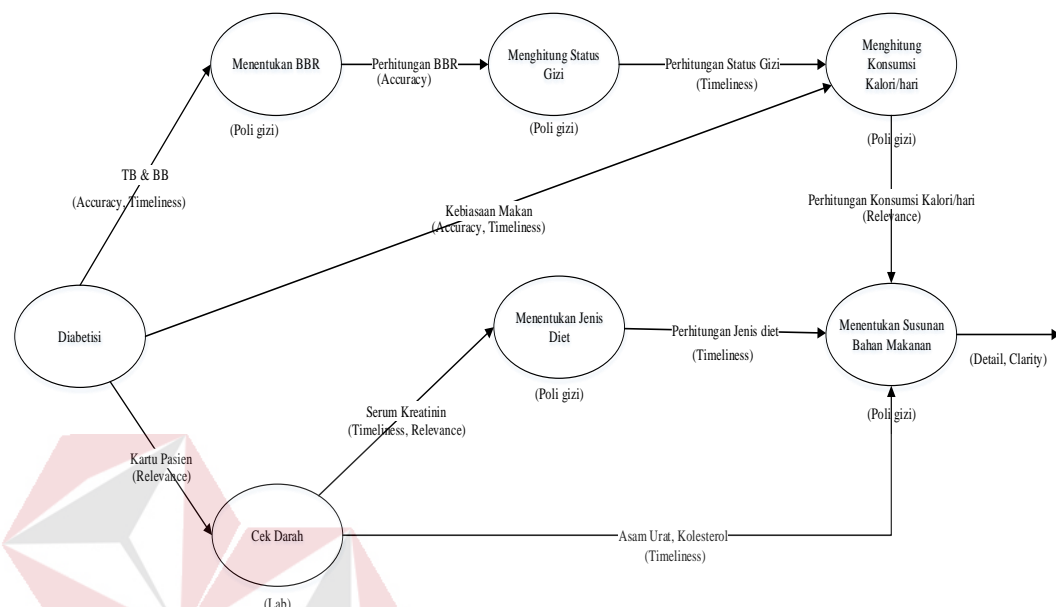 Menentukan BBR
(Poli gizi)
Perhitungan BBR
(Accuracy)
Menghitung Status
Gizi
(Poli gizi)
Perhitungan Status Gizi
(Timeliness)
Menghitung
Konsumsi
Kalori/hari
(Poli gizi)
TB & BB
(Accuracy, Timeliness)
Kebiasaan Makan
(Accuracy, Timeliness)
Perhitungan Konsumsi Kalori/hari
(Relevance)
Diabetisi
Menentukan Jenis
Diet
(Poli gizi)
Perhitungan Jenis diet
(Timeliness)
Menentukan Susunan
Bahan Makanan
(Poli gizi)
(Detail, Clarity)
Serum Kreatinin
(Timeliness, Relevance)
Kartu Pasien
(Relevance)
Cek Darah
(Lab)
Asam Urat, Kolesterol
(Timeliness)